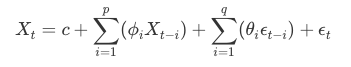 $X_t = c + \sum_{i=1}^{p} (\phi_i X_{t-i}) + \sum_{i=1}^{q} (\theta_i \epsilon_{t-i}) + \epsilon_t$